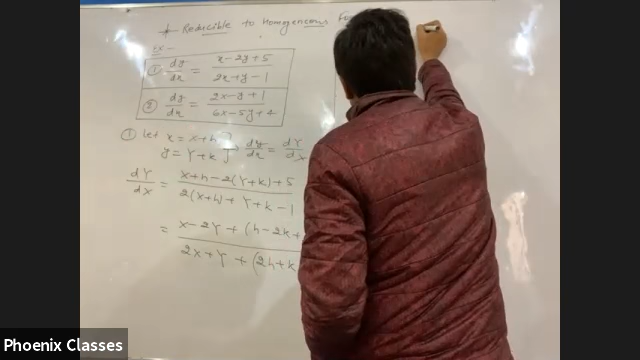 * Reducible to homogeneous Fo
Ex -
① dy/dx = x-2y+5 / 2x+y-1
② dy/dx = 2x-y+1 / 6x-5y+4
① let x = X+h } dy/dx = dY/dX
y = Y+k
dY/dX = X+h-2(Y+k)+5 / 2(X+h)+Y+k-1
= X-2Y+(h-2k+ / 2X+Y+(2h+k
Phoenix Classes